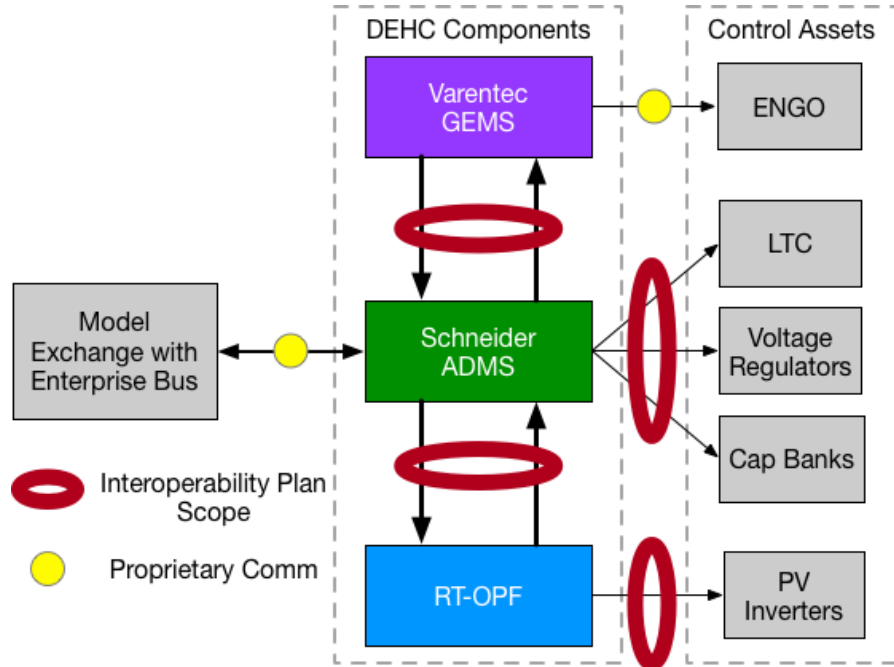 DEHC Components
Control Assets
Varentec
GEMS
ENGO
LTC
Model
Exchange with
Enterprise Bus
Schneider
ADMS
Voltage
Regulators
Cap Banks
Interoperability Plan
Scope
Proprietary Comm
RT-OPF
PV
Inverters